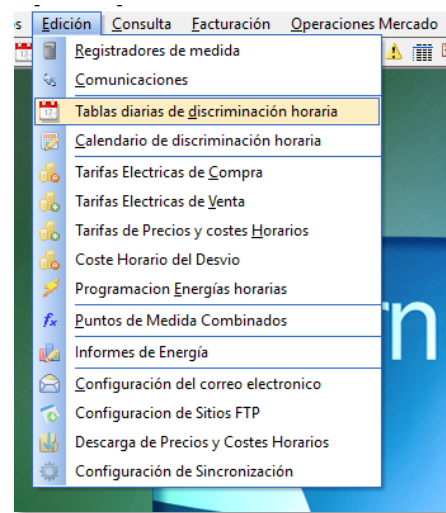 Edición Consulta Facturación Operaciones Mercado
Registradores de medida
Comunicaciones
Tablas diarias de discriminación horaria
Calendario de discriminación horaria
Tarifas Electricas de Compra
Tarifas Electricas de Venta
Tarifas de Precios y costes Horarios
Coste Horario del Desvio
Programacion Energías horarias
Puntos de Medida Combinados
Informes de Energía
Configuración del correo electronico
Configuracion de Sitios FTP
Descarga de Precios y Costes Horarios
Configuración de Sincronización